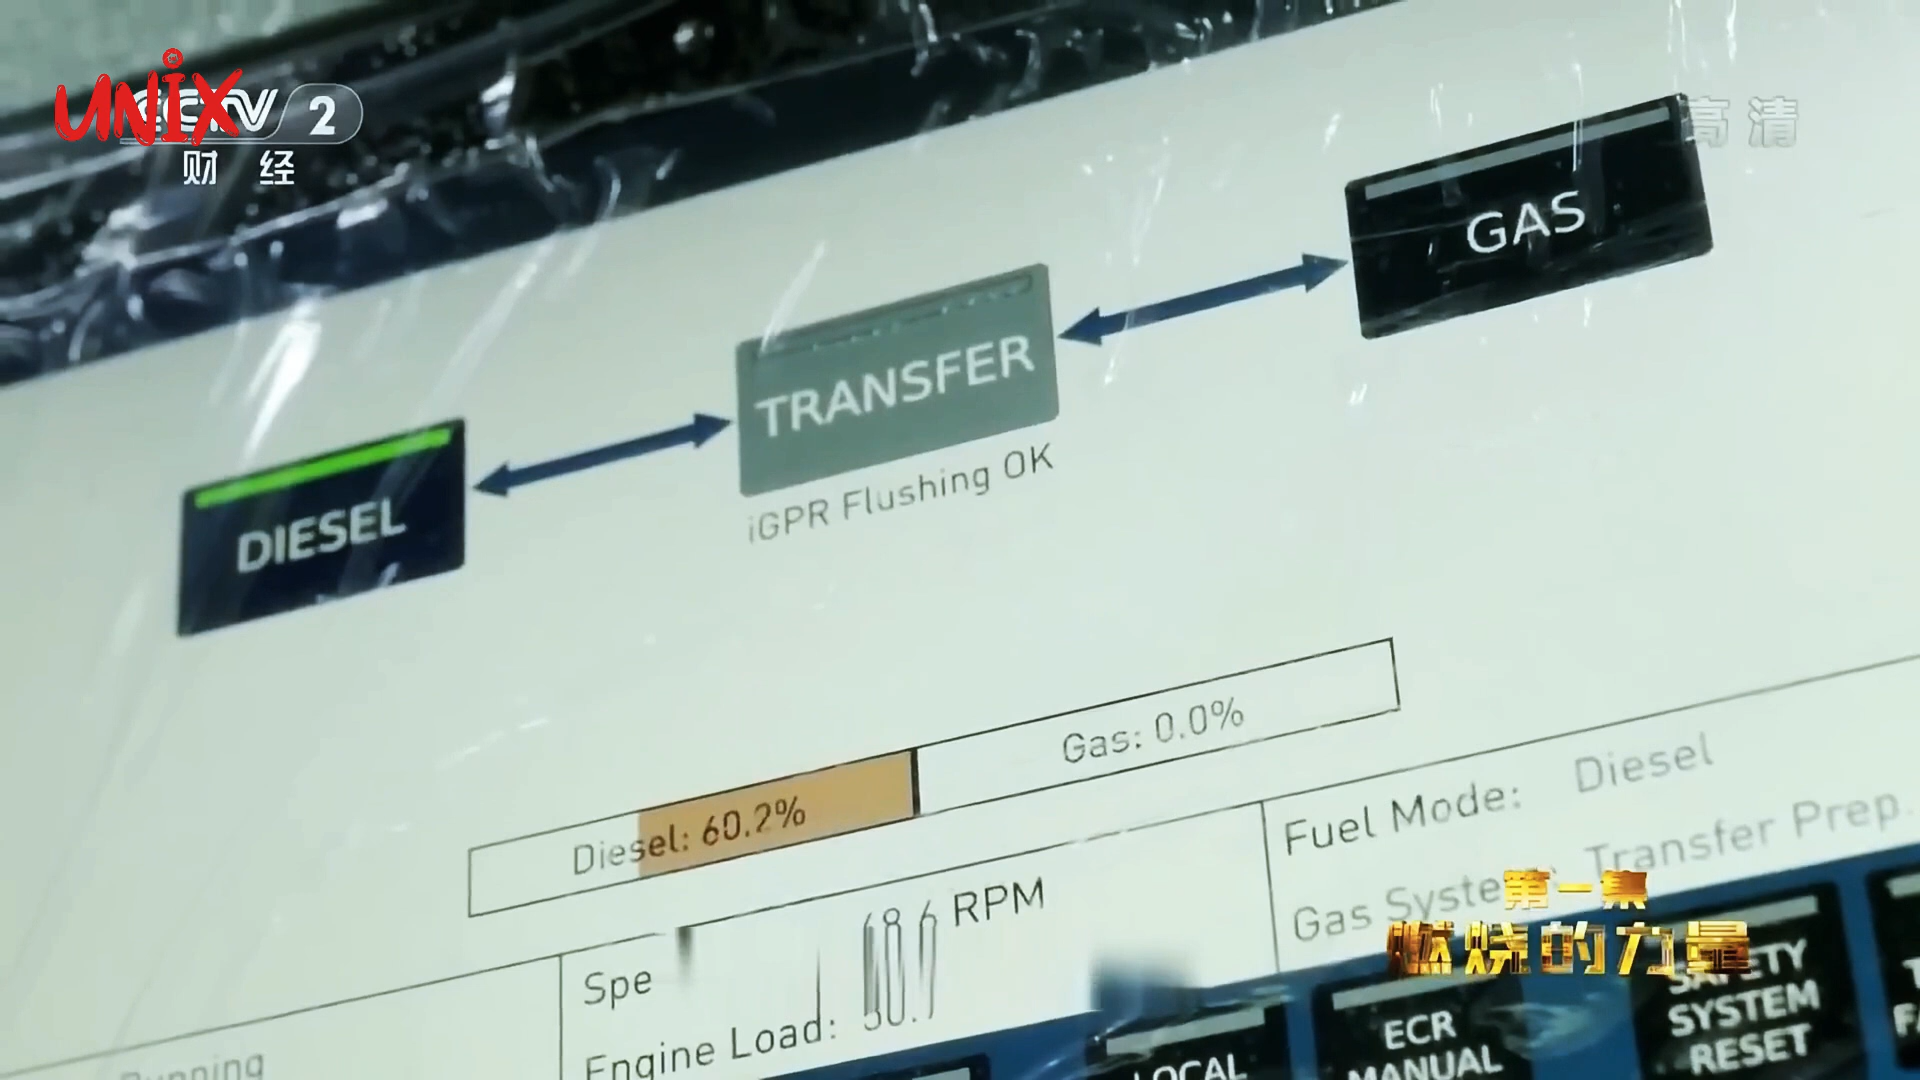 UNiX
CCTV 2
财 经
高清
GAS
TRANSFER
iGPR Flushing OK
DIESEL
Gas: 0.0%
Diesel: 60.2%
Fuel Mode: Diesel
RPM
Transfer Prep.
第一集
燃烧的力量
Engine Load:
SYSTEM
RESET
ECR
MANUAL
LOCAL